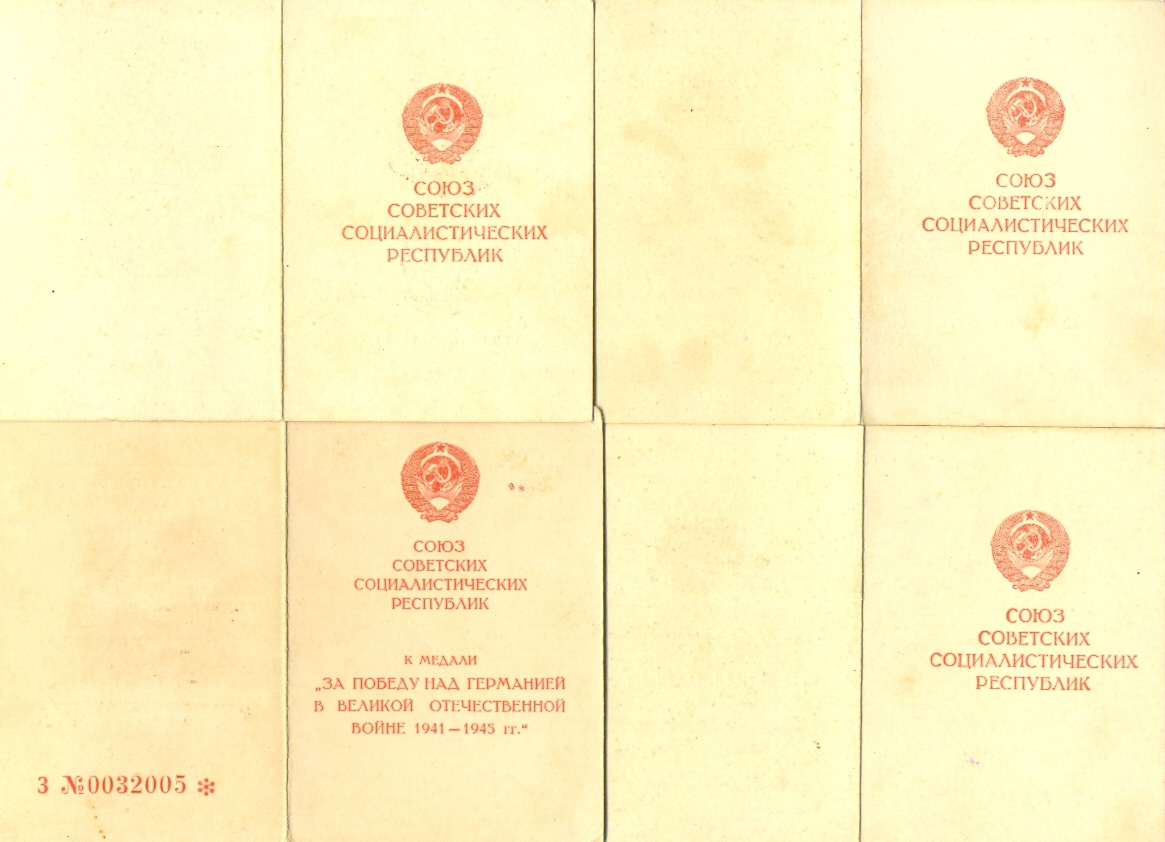 СОЮЗ
СОВЕТСКИХ
СОЦИАЛИСТИЧЕСКИХ
РЕСПУБЛИК
СОЮЗ
СОВЕТСКИХ
СОЦИАЛИСТИЧЕСКИХ
РЕСПУБЛИК
СОЮЗ
СОВЕТСКИХ
СОЦИАЛИСТИЧЕСКИХ
РЕСПУБЛИК
К МЕДАЛИ
„ЗА ПОБЕДУ НАД ГЕРМАНИЕЙ
В ВЕЛИКОЙ ОТЕЧЕСТВЕННОЙ
ВОЙНЕ 1941—1945 гг.“
З №0032005 *
СОЮЗ
СОВЕТСКИХ
СОЦИАЛИСТИЧЕСКИХ
РЕСПУБЛИК